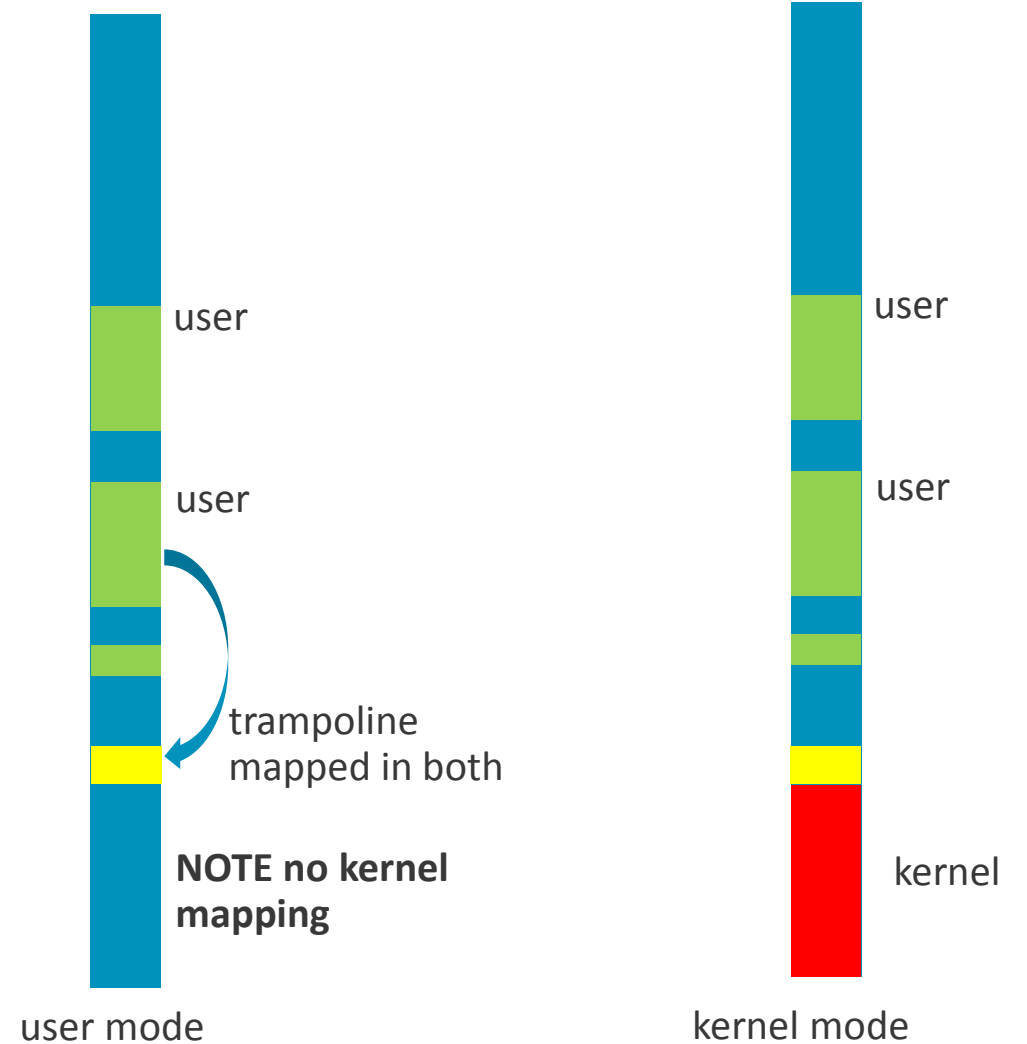 user
user
user
user
trampoline
mapped in both
NOTE no kernel
mapping
kernel
user mode
kernel mode